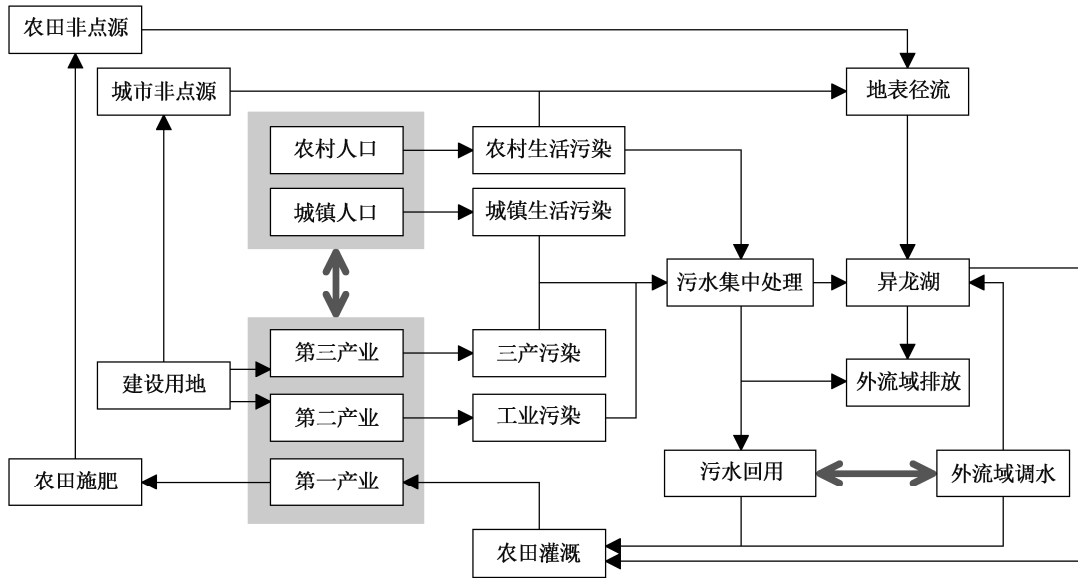 农田非点源
城市非点源
地表径流
农村人口
农村生活污染
城镇人口
城镇生活污染
污水集中处理
异龙湖
第三产业
三产污染
建设用地
外流域排放
第二产业
工业污染
农田施肥
第一产业
污水回用
外流域调水
农田灌溉